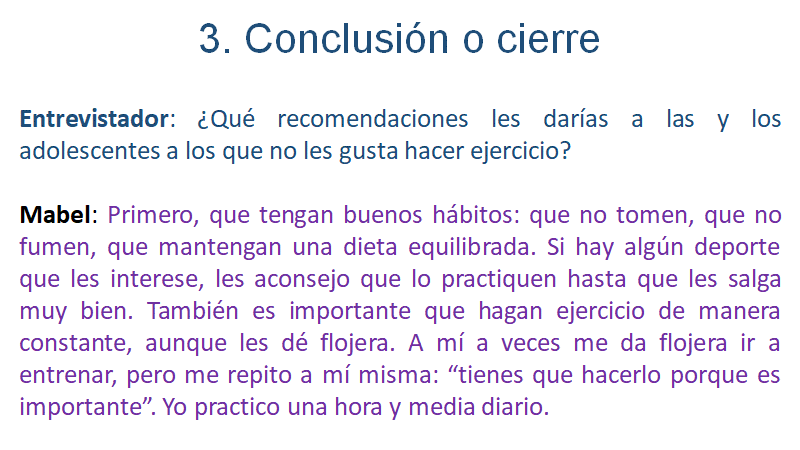 3. Conclusión o cierre
Entrevistador: ¿Qué recomendaciones les darías a las y los
adolescentes a los que no les gusta hacer ejercicio?
Mabel: Primero, que tengan buenos hábitos: que no tomen, que no
fumen, que mantengan una dieta equilibrada. Si hay algún deporte
que les interese, les aconsejo que lo practiquen hasta que les salga
muy bien. También es importante que hagan ejercicio de manera
constante, aunque les dé flojera. A mí a veces me da flojera ir a
entrenar, pero me repito a mí misma: “tienes que hacerlo porque es
importante”. Yo practico una hora y media diario.